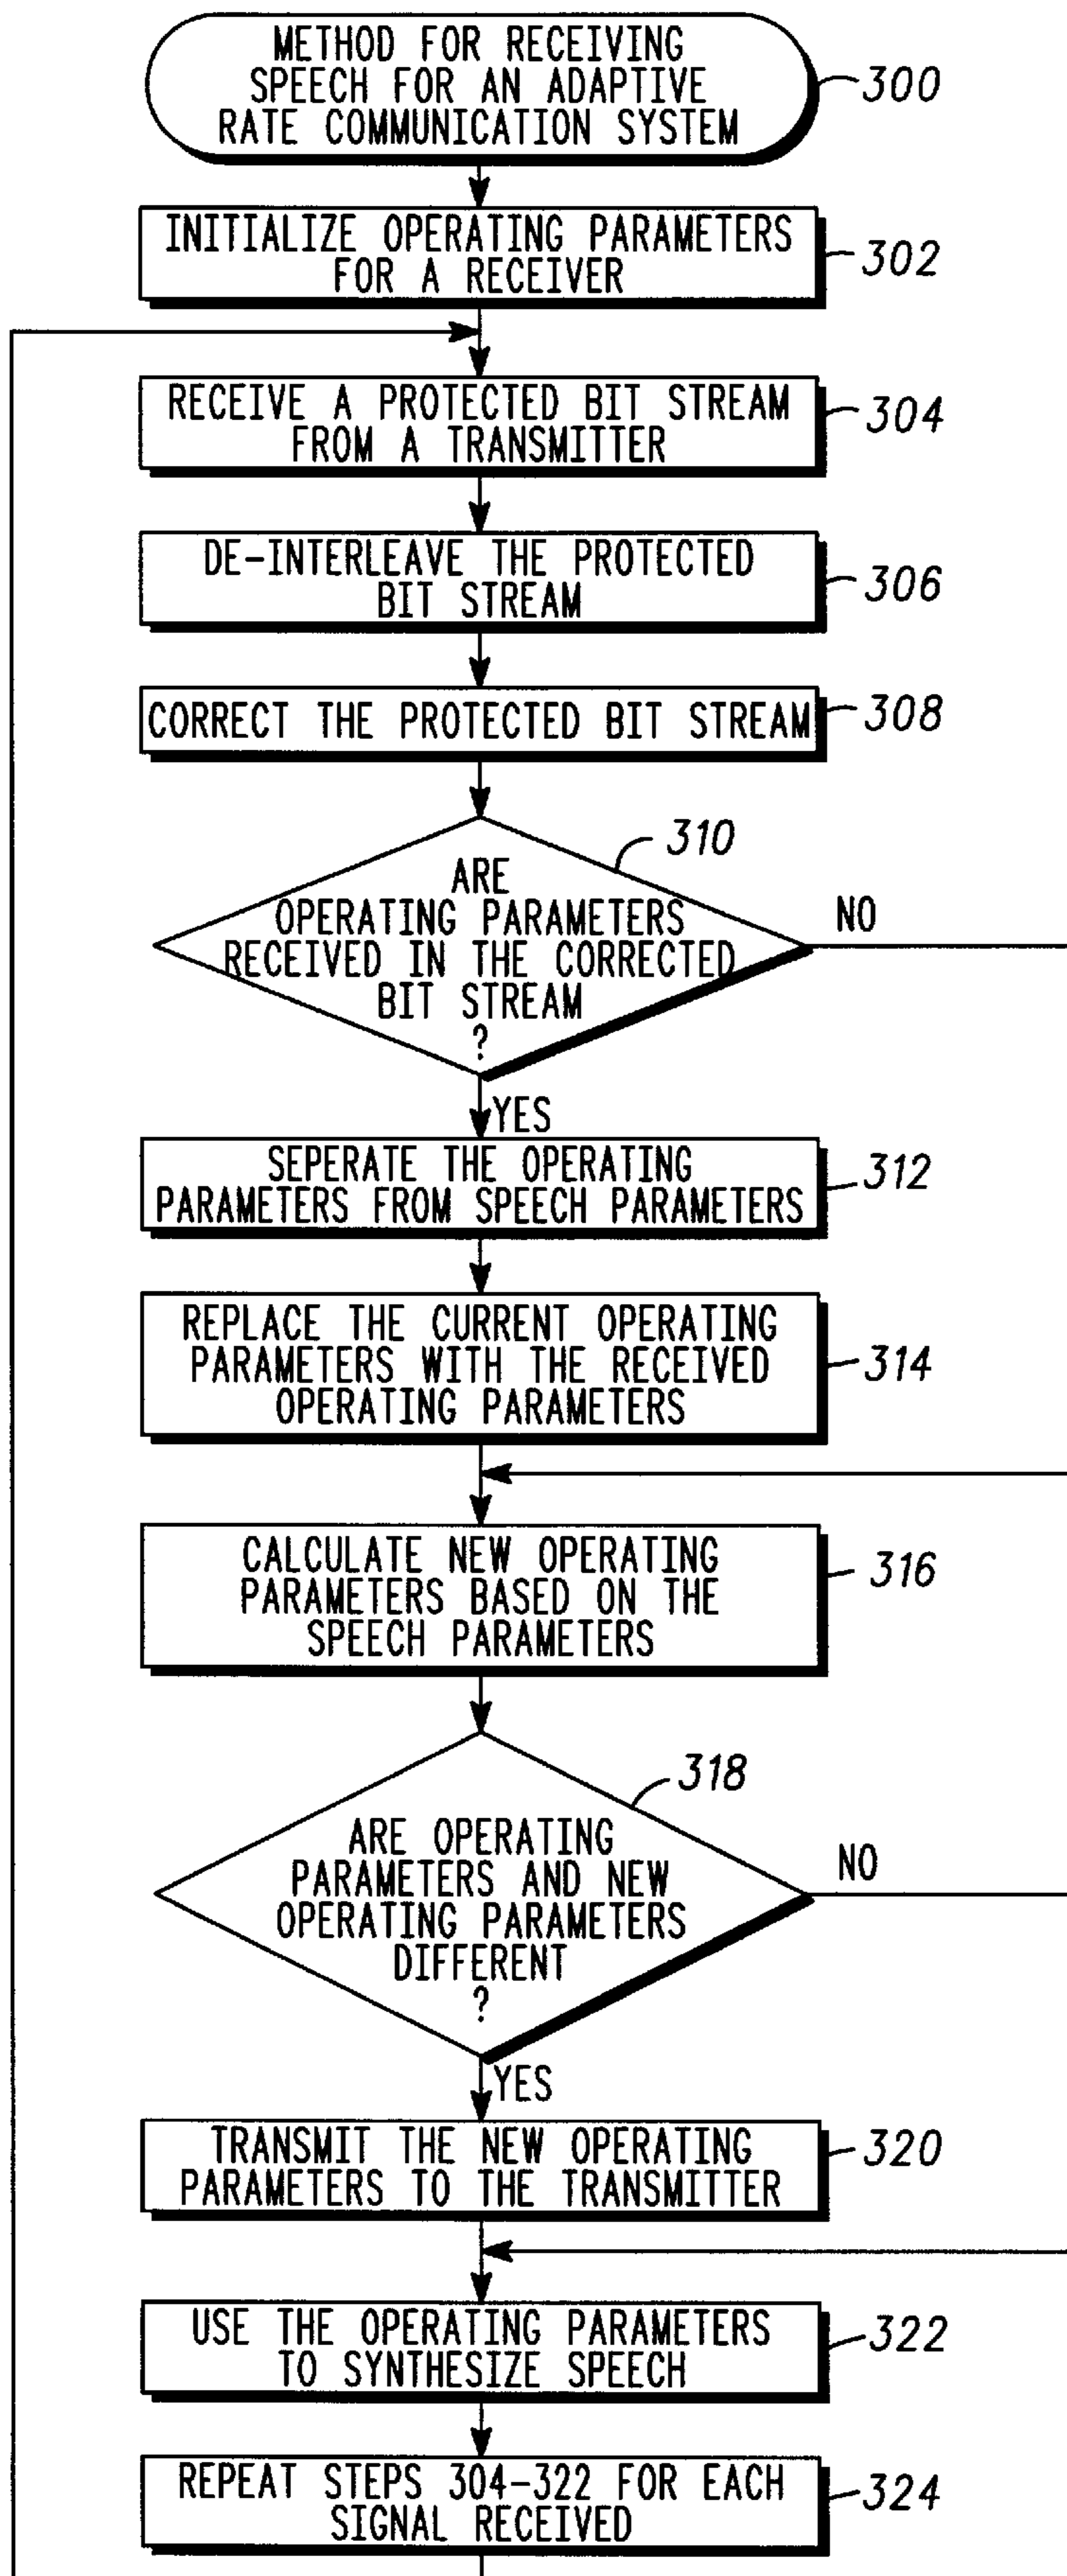 METHOD FOR RECEIVING
SPEECH FOR AN ADAPTIVE
RATE COMMUNICATION SYSTEM
300
INITIALIZE OPERATING PARAMETERS
FOR A RECEIVER
302
RECEIVE A PROTECTED BIT STREAM
FROM A TRANSMITTER
304
DE-INTERLEAVE THE PROTECTED
BIT STREAM
306
CORRECT THE PROTECTED BIT STREAM
308
310
ARE
OPERATING PARAMETERS
RECEIVED IN THE CORRECTED
BIT STREAM
?
NO
YES
SEPERATE THE OPERATING
PARAMETERS FROM SPEECH PARAMETERS
312
REPLACE THE CURRENT OPERATING
PARAMETERS WITH THE RECEIVED
OPERATING PARAMETERS
314
CALCULATE NEW OPERATING
PARAMETERS BASED ON THE
SPEECH PARAMETERS
316
318
ARE OPERATING
PARAMETERS AND NEW
OPERATING PARAMETERS
DIFFERENT
?
NO
YES
TRANSMIT THE NEW OPERATING
PARAMETERS TO THE TRANSMITTER
320
USE THE OPERATING PARAMETERS
TO SYNTHESIZE SPEECH
322
REPEAT STEPS 304-322 FOR EACH
SIGNAL RECEIVED
324